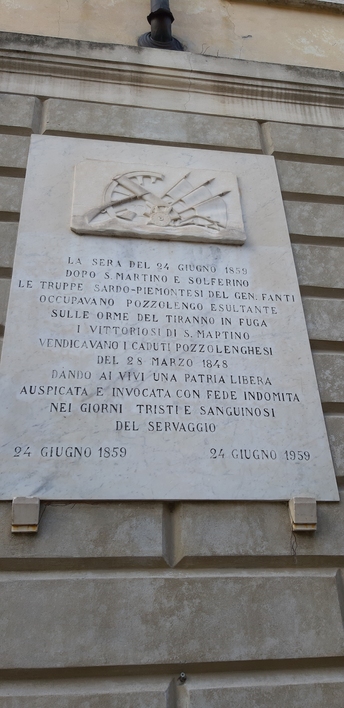 LA SERA DEL 24 GIUGNO 1859
DOPO S. MARTINO E SOLFERINO
LE TRUPPE SARDO-PIEMONTESI DEL GEN. FANTI
OCCUPAVANO POZZOLENGO ESULTANTE
SULLE ORME DEL TIRANNO IN FUGA
I VITTORIOSI DI S. MARTINO
VENDICAVANO I CADUTI POZZOLENGHESI
DEL 28 MARZO 1848
DANDO AI VIVI UNA PATRIA LIBERA
AUSPICATA E INVOCATA CON FEDE INDOMITA
NEI GIORNI TRISTI E SANGUINOSI
DEL SERVAGGIO
24 GIUGNO 1859 24 GIUGNO 1959